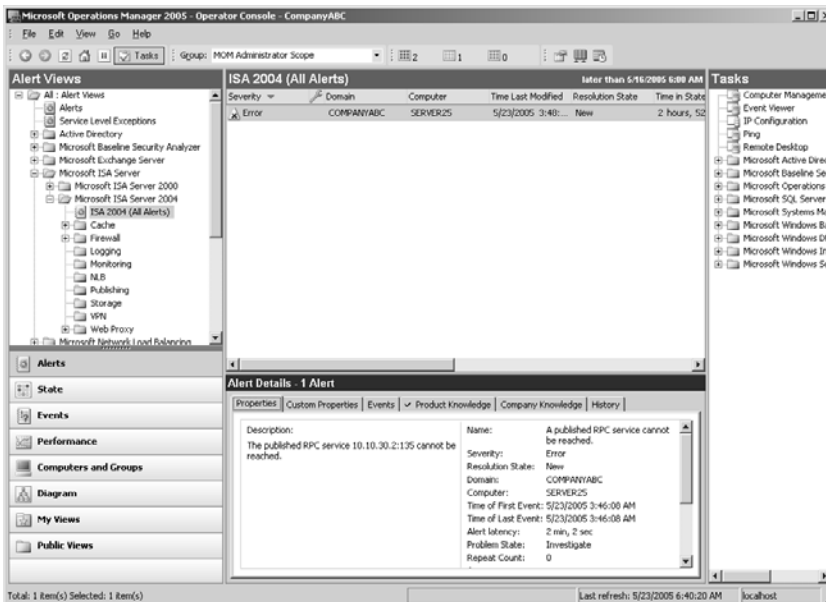 Microsoft Operations Manager 2005 - Operator Console - CompanyABC
File Edit View Go Help
Tasks Group: MOM Administrator Scope 2 1 0
Alert Views
All : Alert Views
Alerts
Service Level Exceptions
Active Directory
Microsoft Baseline Security Analyzer
Microsoft Exchange Server
Microsoft ISA Server
Microsoft ISA Server 2000
Microsoft ISA Server 2004
ISA 2004 (All Alerts)
Cache
Firewall
Logging
Monitoring
NLB
Publishing
Storage
VPN
Web Proxy
Microsoft Network Load Balancing
Alerts
State
Events
Performance
Computers and Groups
Diagram
My Views
Public Views
ISA 2004 (All Alerts) later than 5/16/2005 6:00 AM
Severity Domain Computer Time Last Modified Resolution State Time in State
Error COMPANYABC SERVER25 5/23/2005 3:48:... New 2 hours, 52
Alert Details - 1 Alert
Properties Custom Properties Events Product Knowledge Company Knowledge History
Description:
The published RPC service 10.10.30.2:135 cannot be
reached.
Name: A published RPC service cannot
be reached.
Severity: Error
Resolution State: New
Domain: COMPANYABC
Computer: SERVER25
Time of First Event: 5/23/2005 3:46:08 AM
Time of Last Event: 5/23/2005 3:46:08 AM
Alert latency: 2 min, 2 sec
Problem State: Investigate
Repeat Count: 0
Tasks
Computer Manageme
Event Viewer
IP Configuration
Ping
Remote Desktop
Microsoft Active Direc
Microsoft Baseline Se
Microsoft Operations
Microsoft SQL Server
Microsoft Systems Ma
Microsoft Windows Ba
Microsoft Windows D
Microsoft Windows In
Microsoft Windows Se
Total: 1 item(s) Selected: 1 item(s) Last refresh: 5/23/2005 6:40:20 AM localhost